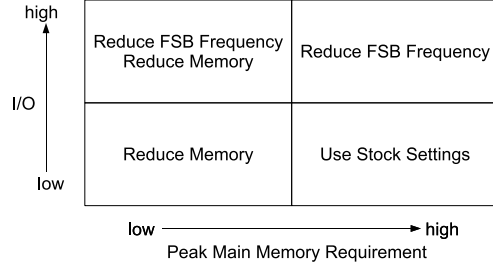 high
Reduce FSB Frequency
Reduce Memory
Reduce FSB Frequency
I/O
Reduce Memory
Use Stock Settings
low
low
high
Peak Main Memory Requirement